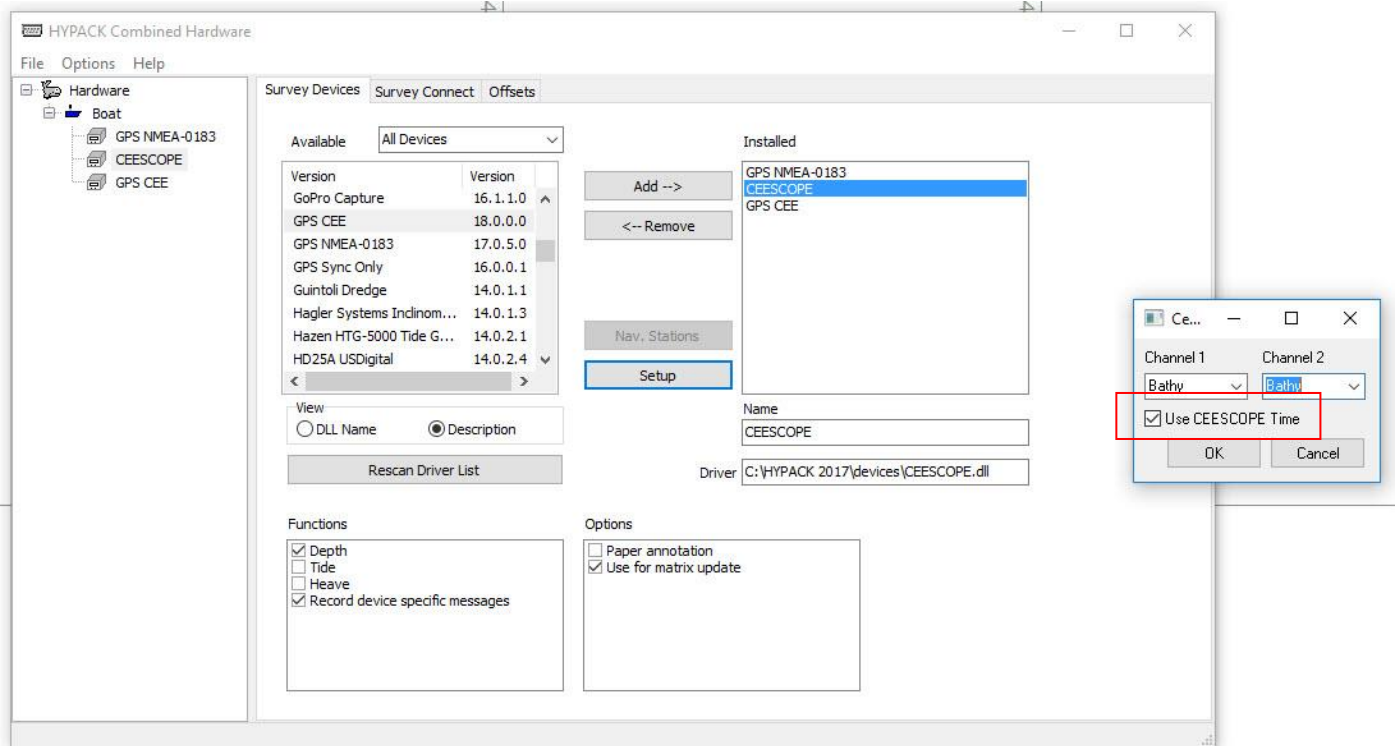 HYPACK Combined Hardware
File Options Help
Hardware
Boat
GPS NMEA-0183
CEESCOPE
GPS CEE
Survey Devices Survey Connect Offsets
Available All Devices
Version Version
GoPro Capture 16.1.1.0
GPS CEE 18.0.0.0
GPS NMEA-0183 17.0.5.0
GPS Sync Only 16.0.0.1
Guintoli Dredge 14.0.1.1
Hagler Systems Inclinom... 14.0.1.3
Hazen HTG-5000 Tide G... 14.0.2.1
HD25A USDigital 14.0.2.4
View
DLL Name Description
Rescan Driver List
Add -->
<-- Remove
Nav. Stations
Setup
Installed
GPS NMEA-0183
CEESCOPE
GPS CEE
Name
CEESCOPE
Driver C:\HYPACK 2017\devices\CEESCOPE.dll
Functions
Depth
Tide
Heave
Record device specific messages
Options
Paper annotation
Use for matrix update
Ce...
Channel 1 Channel 2
Bathy Bathy
Use CEESCOPE Time
OK Cancel